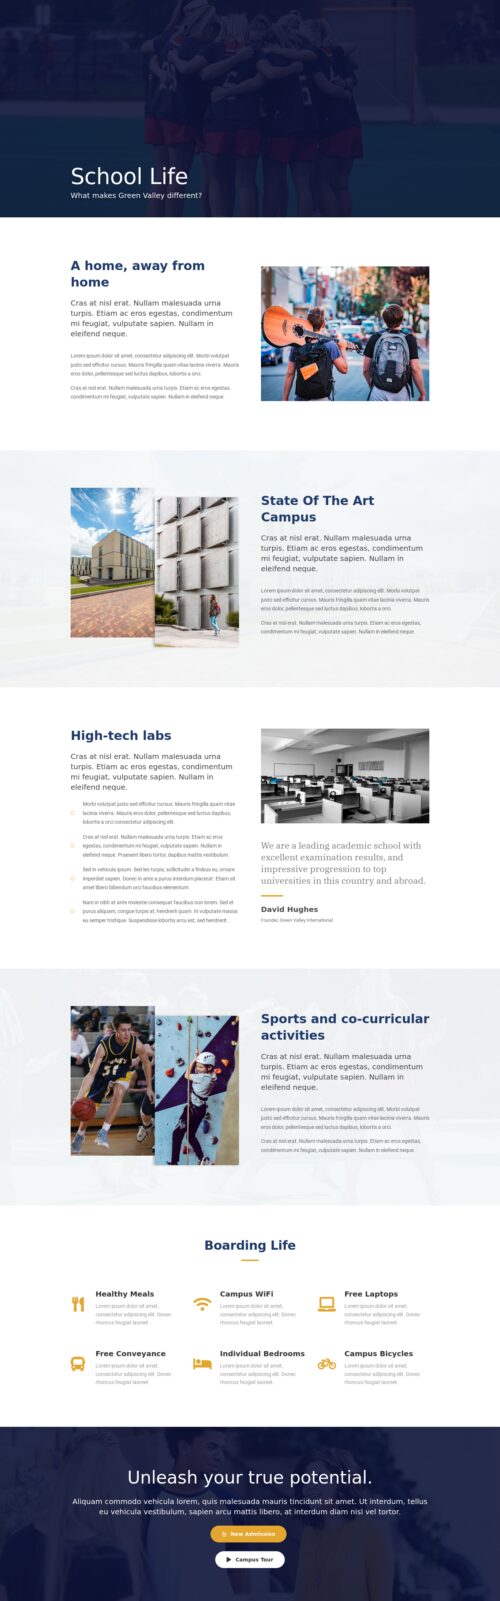 School Life
What makes Green Valley different?
A home, away from
home
Cras at nisl erat. Nullam malesuada urna
turpis. Etiam ac eros egestas, condimentum
mi feugiat, vulputate sapien. Nullam in
eleifend neque.
Lorem ipsum dolor sit amet, consectetur adipiscing elit. Morbi volutpat
justo sed efficitur cursus. Mauris fringilla quam vitae lacinia viverra. Mauris
eros dolor, pellentesque sed luctus dapibus, lobortis a orci.
Cras at nisl erat. Nullam malesuada urna turpis. Etiam ac eros egestas,
condimentum mi feugiat, vulputate sapien. Nullam in eleifend neque.
State Of The Art
Campus
Cras at nisl erat. Nullam malesuada urna
turpis. Etiam ac eros egestas, condimentum
mi feugiat, vulputate sapien. Nullam in
eleifend neque.
Lorem ipsum dolor sit amet, consectetur adipiscing elit. Morbi volutpat
justo sed efficitur cursus. Mauris fringilla quam vitae lacinia viverra. Mauris
eros dolor, pellentesque sed luctus dapibus, lobortis a orci.
Cras at nisl erat. Nullam malesuada urna turpis. Etiam ac eros egestas,
condimentum mi feugiat, vulputate sapien. Nullam in eleifend neque.
High-tech labs
Cras at nisl erat. Nullam malesuada urna
turpis. Etiam ac eros egestas, condimentum
mi feugiat, vulputate sapien. Nullam in
eleifend neque.
Morbi volutpat justo sed efficitur cursus. Mauris fringilla quam vitae
lacinia viverra. Mauris eros dolor, pellentesque sed luctus dapibus,
lobortis a orci consectetur adipiscing elit.
Cras at nisl erat. Nullam malesuada urna turpis. Etiam ac eros
egestas, condimentum mi feugiat, vulputate sapien. Nullam in
eleifend neque. Praesent libero tortor, dapibus mattis vestibulum.
Sed in vehicula ipsum. Sed leo turpis, sollicitudin a finibus eu, ornare
imperdiet sapien. Donec in ante a purus interdum placerat. Etiam sit
amet libero bibendum orci faucibus elementum.
Nam in nibh at ante molestie consequat faucibus non lorem. Sed et
purus aliquam, congue turpis at, hendrerit quam. In vulputate massa
eu semper tristique. Suspendisse lobortis arcu est, sed hendrerit.
We are a leading academic school with
excellent examination results, and
impressive progression to top
universities in this country and abroad.
David Hughes
Founder, Green Valley International
Sports and co-curricular
activities
Cras at nisl erat. Nullam malesuada urna
turpis. Etiam ac eros egestas, condimentum
mi feugiat, vulputate sapien. Nullam in
eleifend neque.
Lorem ipsum dolor sit amet, consectetur adipiscing elit. Morbi volutpat
justo sed efficitur cursus. Mauris fringilla quam vitae lacinia viverra. Mauris
eros dolor, pellentesque sed luctus dapibus, lobortis a orci.
Cras at nisl erat. Nullam malesuada urna turpis. Etiam ac eros egestas,
condimentum mi feugiat, vulputate sapien. Nullam in eleifend neque.
Boarding Life
Healthy Meals
Lorem ipsum dolor sit amet,
consectetur adipiscing elit. Donec
rhoncus feugiat laoreet.
Campus WiFi
Lorem ipsum dolor sit amet,
consectetur adipiscing elit. Donec
rhoncus feugiat laoreet.
Free Laptops
Lorem ipsum dolor sit amet,
consectetur adipiscing elit. Donec
rhoncus feugiat laoreet.
Free Conveyance
Lorem ipsum dolor sit amet,
consectetur adipiscing elit. Donec
rhoncus feugiat laoreet.
Individual Bedrooms
Lorem ipsum dolor sit amet,
consectetur adipiscing elit. Donec
rhoncus feugiat laoreet.
Campus Bicycles
Lorem ipsum dolor sit amet,
consectetur adipiscing elit. Donec
rhoncus feugiat laoreet.
Unleash your true potential.
Aliquam commodo vehicula lorem, quis malesuada mauris tincidunt sit amet. Ut interdum, tellus
eu vehicula vestibulum, sapien arcu mattis libero, at interdum diam nisl vel tortor.
New Admission
Campus Tour